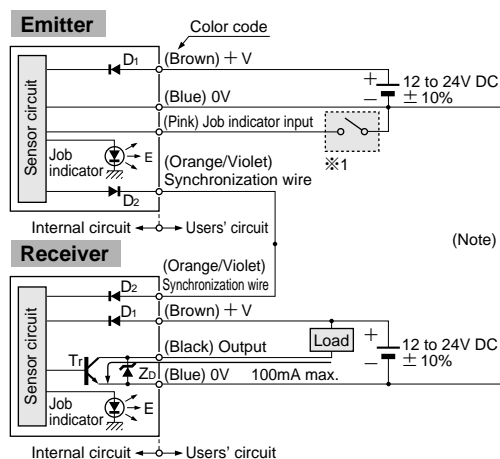 Emitter
Color code
D1
(Brown) + V
(Blue) 0V
(Pink) Job indicator input
+
−
12 to 24V DC
± 10%
※1
Sensor circuit
Job
indicator
E
(Orange/Violet)
Synchronization wire
D2
Internal circuit
Users' circuit
Receiver
(Note)
(Orange/Violet)
Synchronization wire
D2
D1
(Brown) + V
Sensor circuit
(Black) Output
Load
+
−
12 to 24V DC
± 10%
Tr
ZD
(Blue) 0V
100mA max.
Job
indicator
E
Internal circuit
Users' circuit